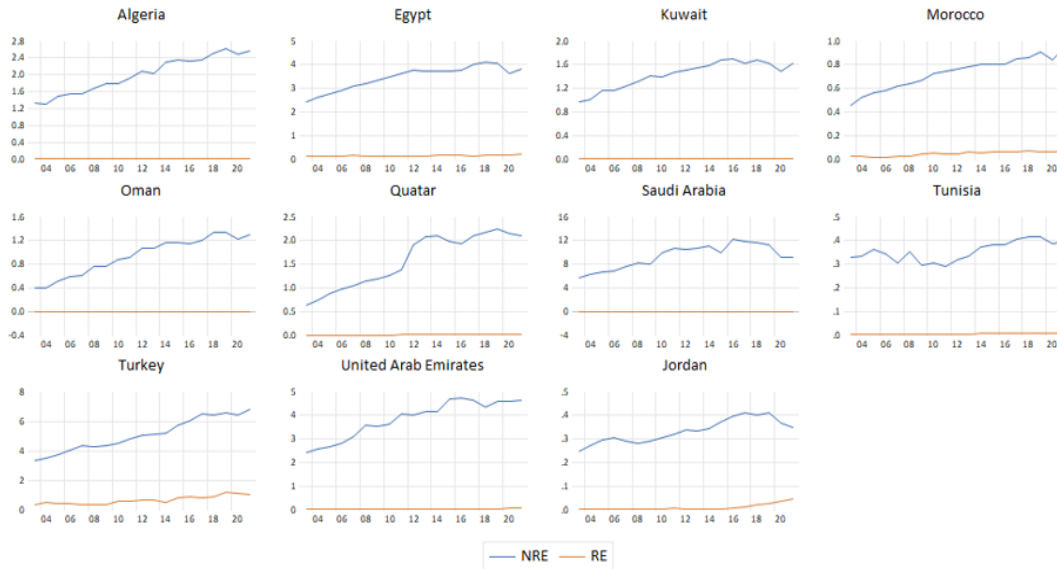 Algeria Egypt Kuwait Morocco
2.8 5 2.0 1.0
2.4 4 1.6 0.8
2.0 3 1.2 0.6
1.6 2 0.8 0.4
1.2 1 0.4 0.2
0.8 0 0.0 0.0
0.4
0.0
04 06 08 10 12 14 16 18 20 04 06 08 10 12 14 16 18 20 04 06 08 10 12 14 16 18 20 04 06 08 10 12 14 16 18 20
Oman Quatar Saudi Arabia Tunisia
1.6 2.5 16 .5
1.2 2.0 12 .4
0.8 1.5 8 .3
0.4 1.0 4 .2
0.0 0.5 0 .1
-0.4 0.0 -4 .0
04 06 08 10 12 14 16 18 20 04 06 08 10 12 14 16 18 20 04 06 08 10 12 14 16 18 20 04 06 08 10 12 14 16 18 20
Turkey United Arab Emirates Jordan
8 5 .5
6 4 .4
4 3 .3
2 2 .2
0 1 .1
0 .0
04 06 08 10 12 14 16 18 20 04 06 08 10 12 14 16 18 20 04 06 08 10 12 14 16 18 20
NRE RE